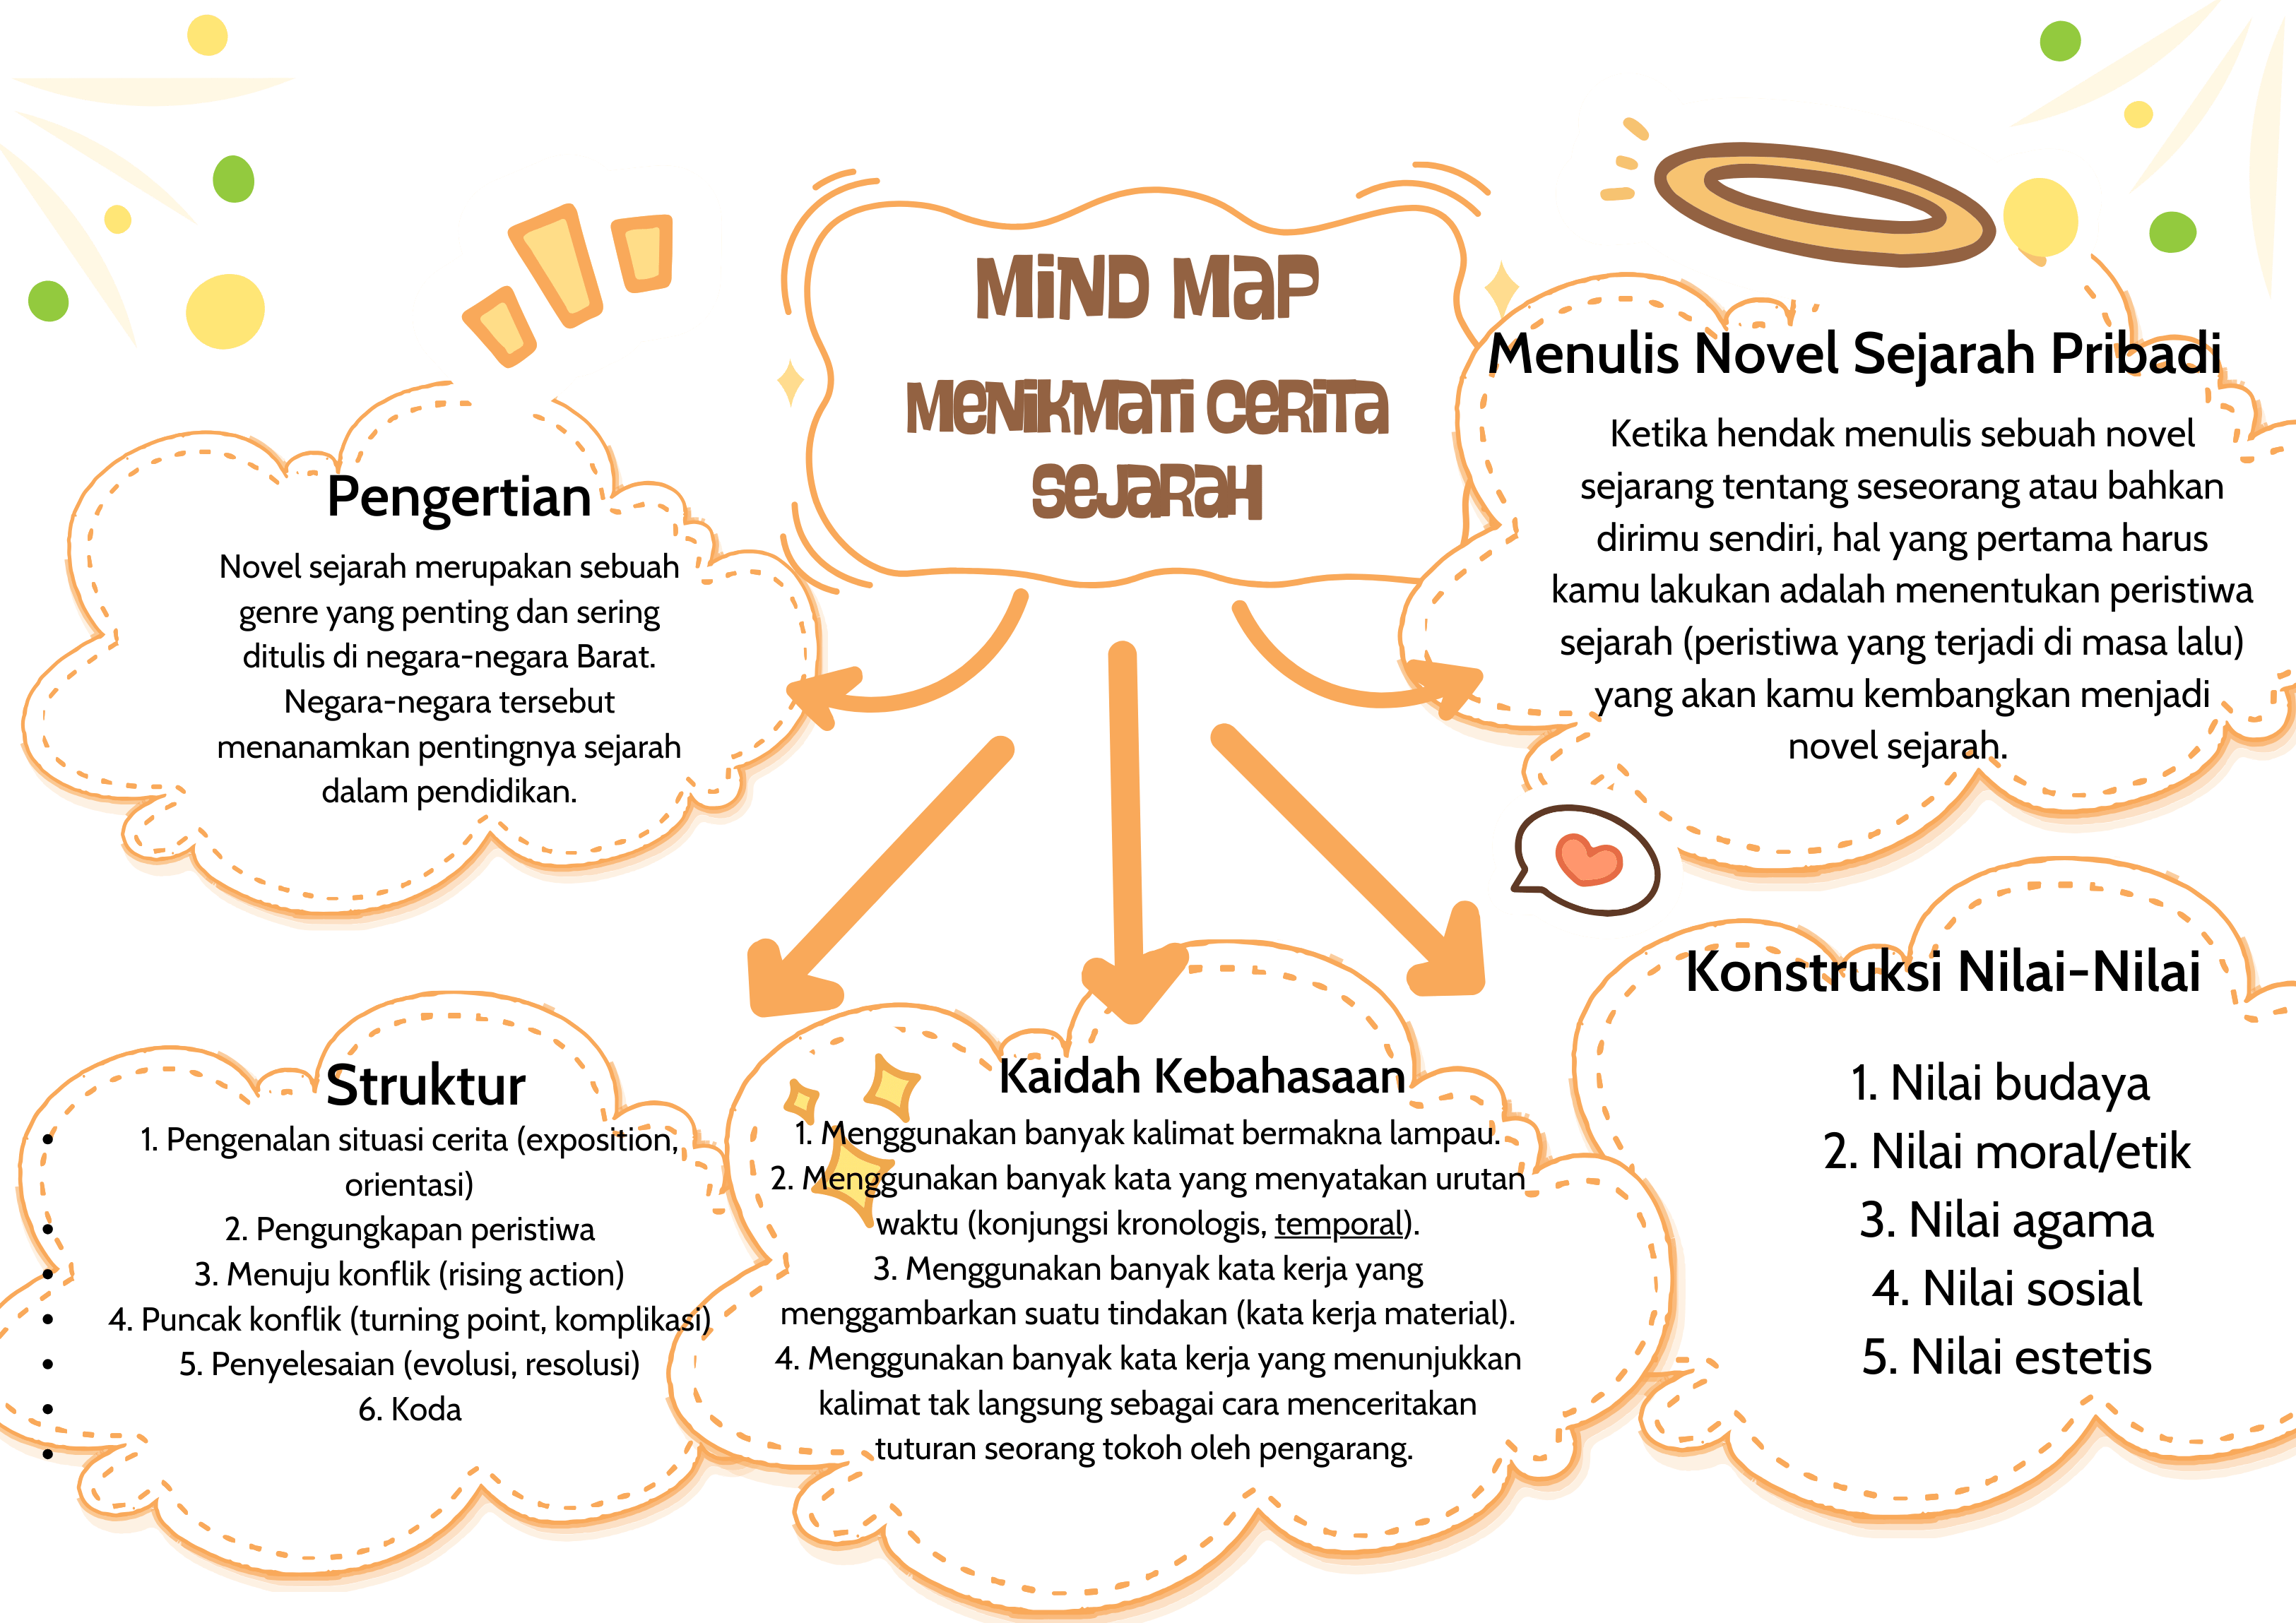 MiND MaP
MeNiKMaTi CeRiTa
SeJaRaH
Pengertian
Novel sejarah merupakan sebuah
genre yang penting dan sering
ditulis di negara-negara Barat.
Negara-negara tersebut
menanamkan pentingnya sejarah
dalam pendidikan.
Menulis Novel Sejarah Pribadi
Ketika hendak menulis sebuah novel
sejarang tentang seseorang atau bahkan
dirimu sendiri, hal yang pertama harus
kamu lakukan adalah menentukan peristiwa
sejarah (peristiwa yang terjadi di masa lalu)
yang akan kamu kembangkan menjadi
novel sejarah.
Struktur
• 1. Pengenalan situasi cerita (exposition,
orientasi)
• 2. Pengungkapan peristiwa
• 3. Menuju konflik (rising action)
• 4. Puncak konflik (turning point, komplikasi)
• 5. Penyelesaian (evolusi, resolusi)
• 6. Koda
•
Kaidah Kebahasaan
1. Menggunakan banyak kalimat bermakna lampau.
2. Menggunakan banyak kata yang menyatakan urutan
waktu (konjungsi kronologis, temporal).
3. Menggunakan banyak kata kerja yang
menggambarkan suatu tindakan (kata kerja material).
4. Menggunakan banyak kata kerja yang menunjukkan
kalimat tak langsung sebagai cara menceritakan
tuturan seorang tokoh oleh pengarang.
Konstruksi Nilai-Nilai
1. Nilai budaya
2. Nilai moral/etik
3. Nilai agama
4. Nilai sosial
5. Nilai estetis